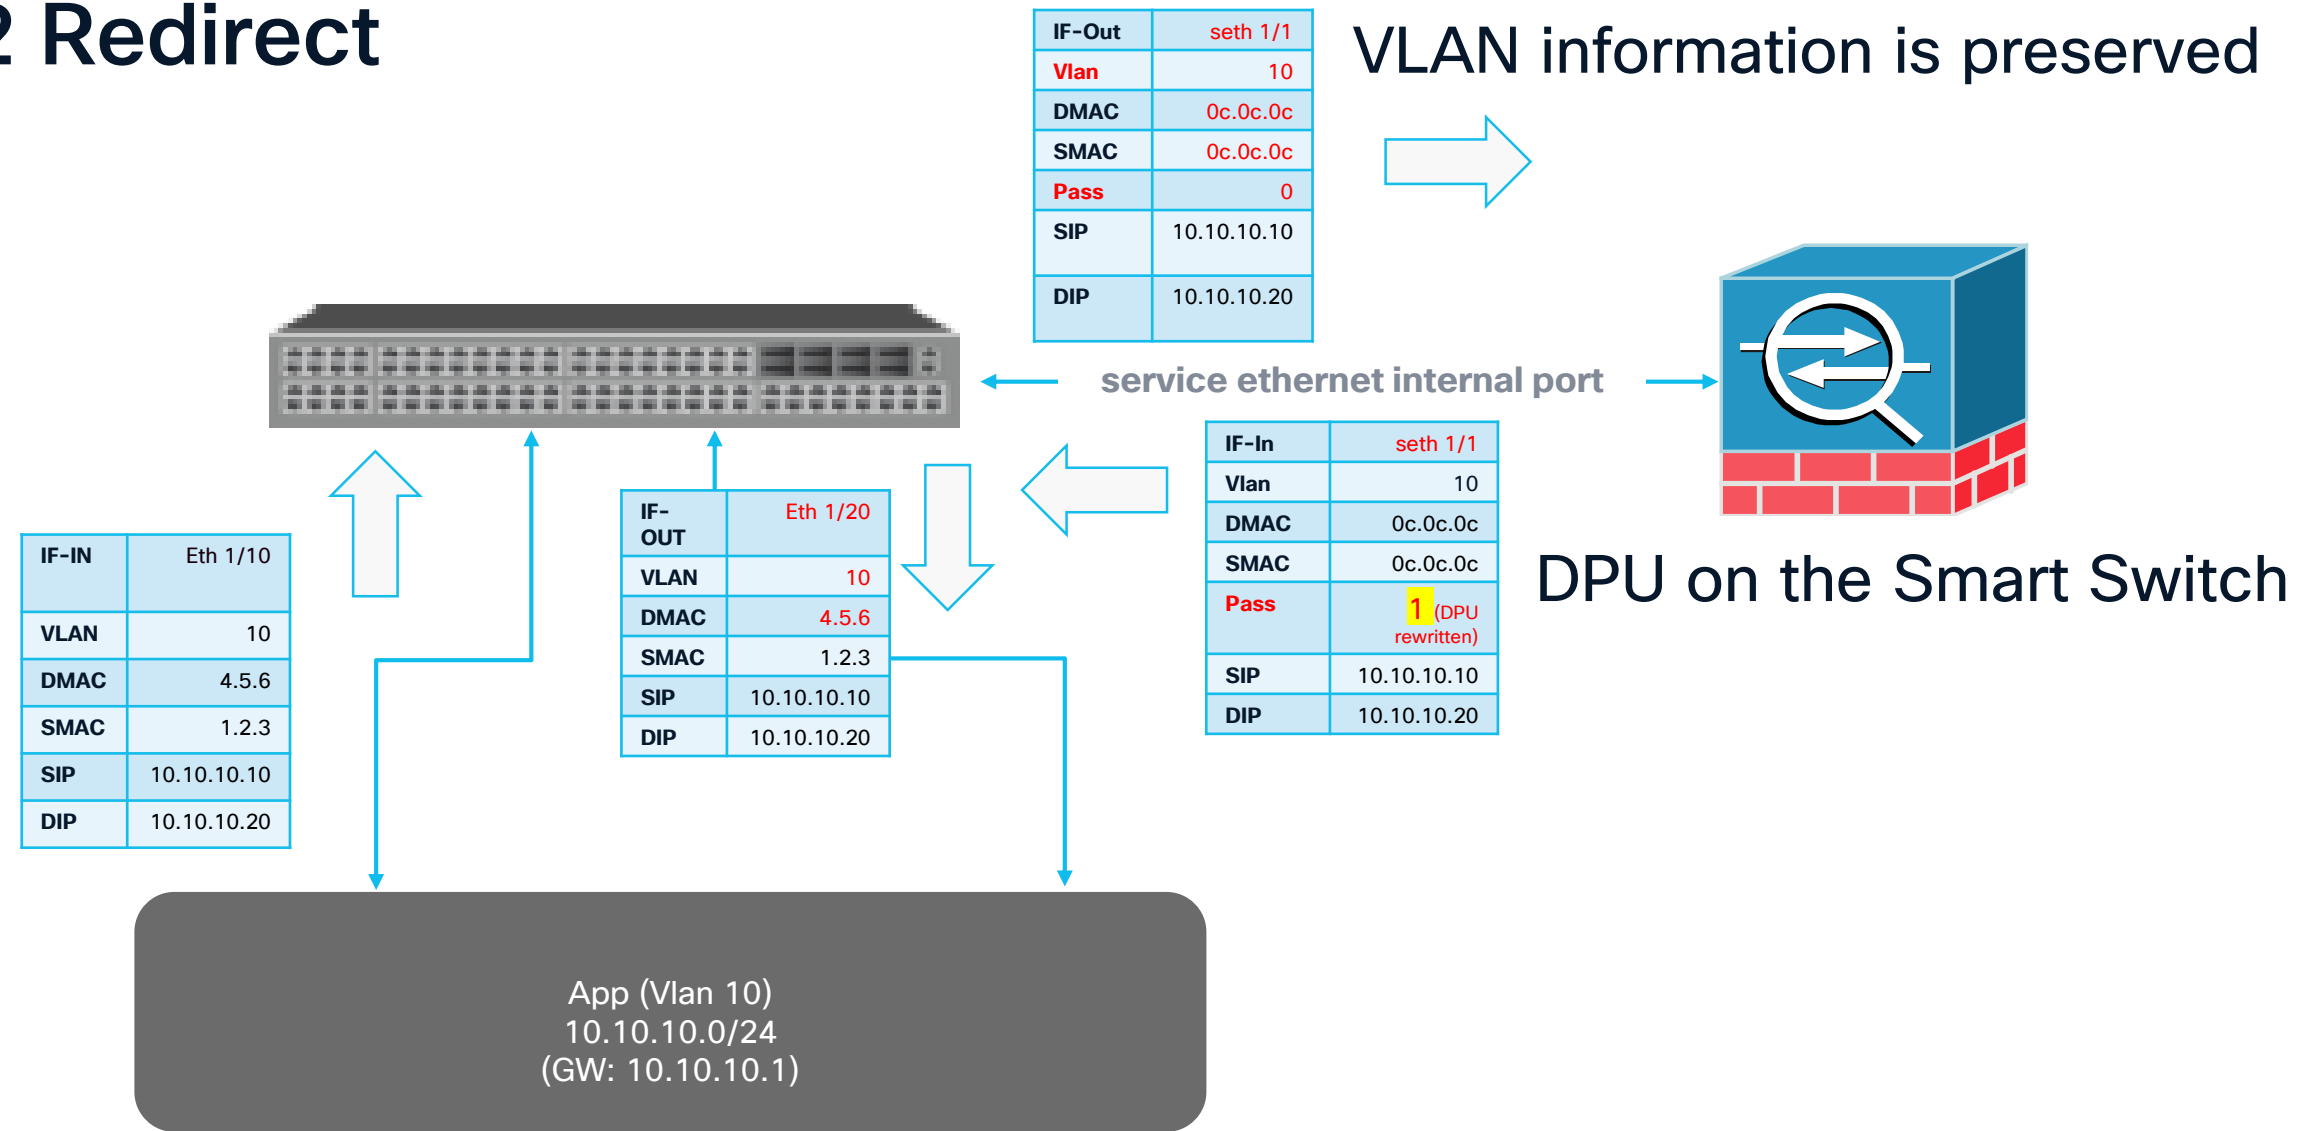 2 Redirect
VLAN information is preserved
IF-Out seth 1/1
Vlan 10
DMAC 0c.0c.0c
SMAC 0c.0c.0c
Pass 0
SIP 10.10.10.10
DIP 10.10.10.20
service ethernet internal port
IF-In seth 1/1
Vlan 10
DMAC 0c.0c.0c
SMAC 0c.0c.0c
Pass 1 (DPU
rewritten)
SIP 10.10.10.10
DIP 10.10.10.20
DPU on the Smart Switch
IF- Eth 1/20
OUT
VLAN 10
DMAC 4.5.6
SMAC 1.2.3
SIP 10.10.10.10
DIP 10.10.10.20
IF-IN Eth 1/10
VLAN 10
DMAC 4.5.6
SMAC 1.2.3
SIP 10.10.10.10
DIP 10.10.10.20
App (Vlan 10)
10.10.10.0/24
(GW: 10.10.10.1)